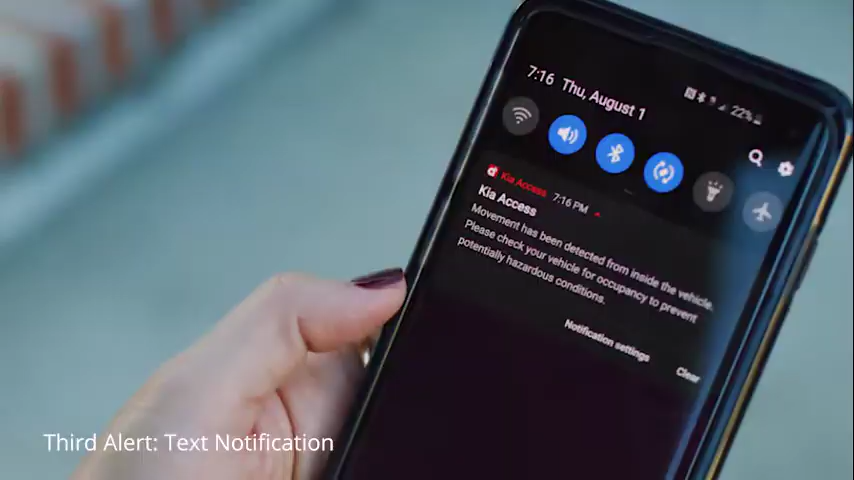 7:16 Thu, August 1
22%
Kia Access 7:16 PM
Kia Access
Movement has been detected from inside the vehicle.
Please check your vehicle for occupancy to prevent
potentially hazardous conditions.
Notification settings
Clear
Third Alert: Text Notification